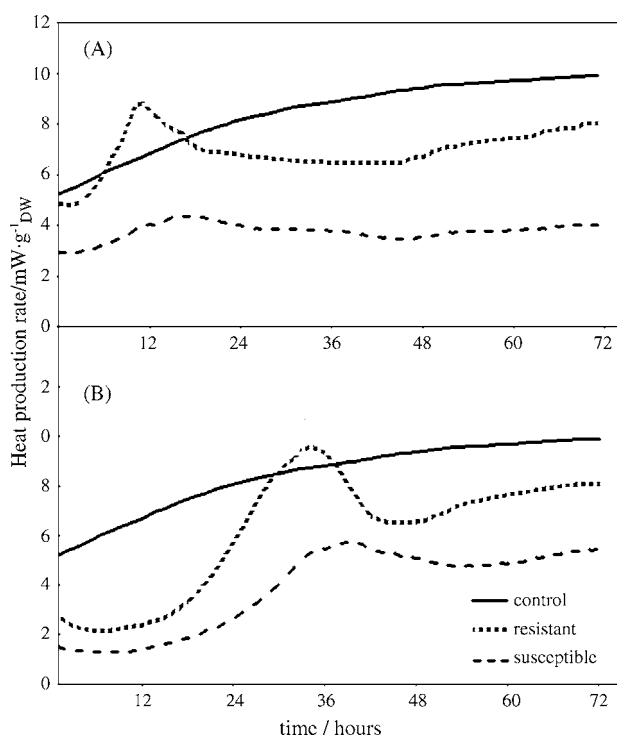 Heat production rate/mW·g⁻¹DW
(A)
12
10
8
6
4
2
0
12 24 36 48 60 72
(B)
2
0
8
6
4
2
0
12 24 36 48 60 72
control
resistant
susceptible
time / hours